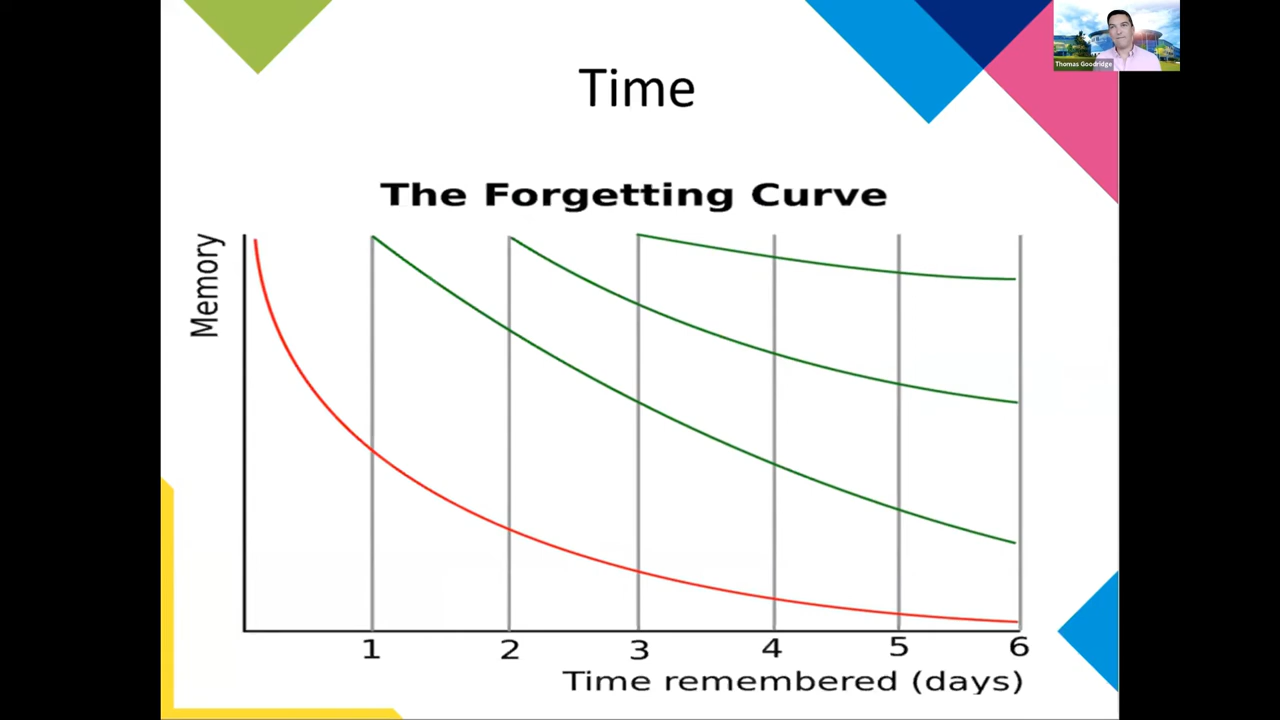 Thomas Goodridge
Time
The Forgetting Curve
Memory
1 2 3 4 5 6
Time remembered (days)